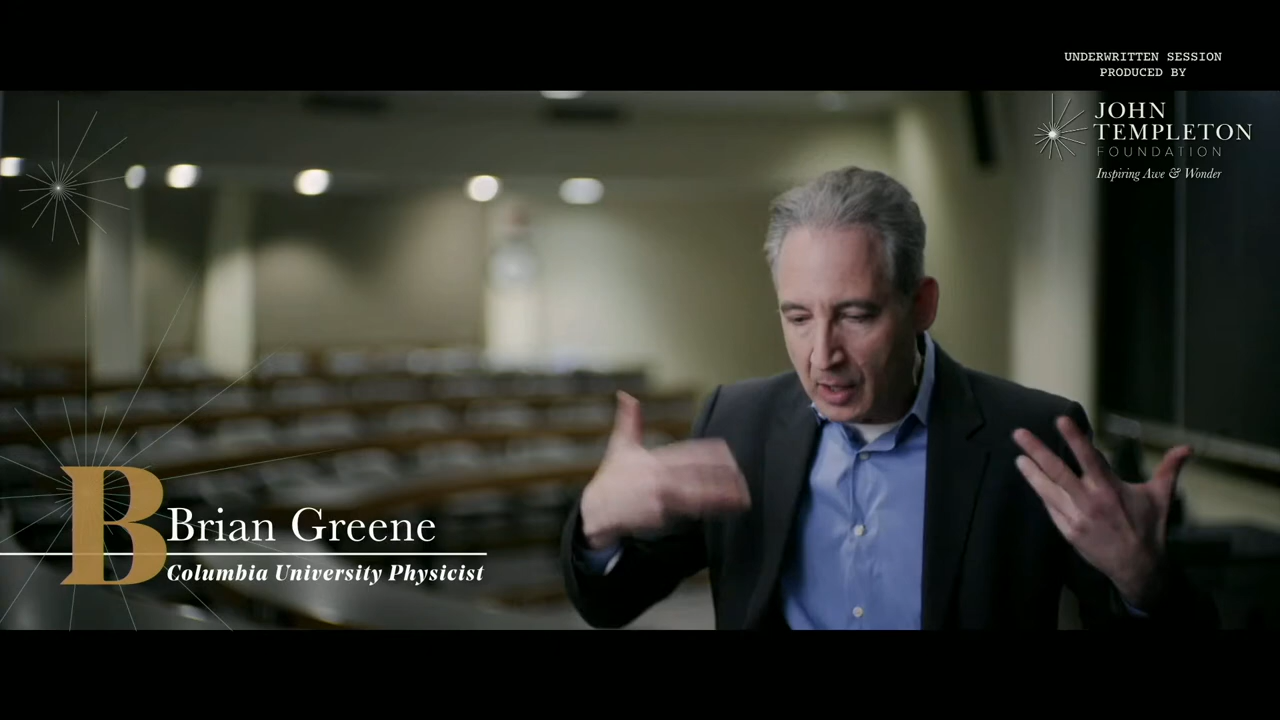 UNDERWRITTEN SESSION
PRODUCED BY
JOHN
TEMPLETON
FOUNDATION
Inspiring Awe & Wonder
B
Brian Greene
Columbia University Physicist